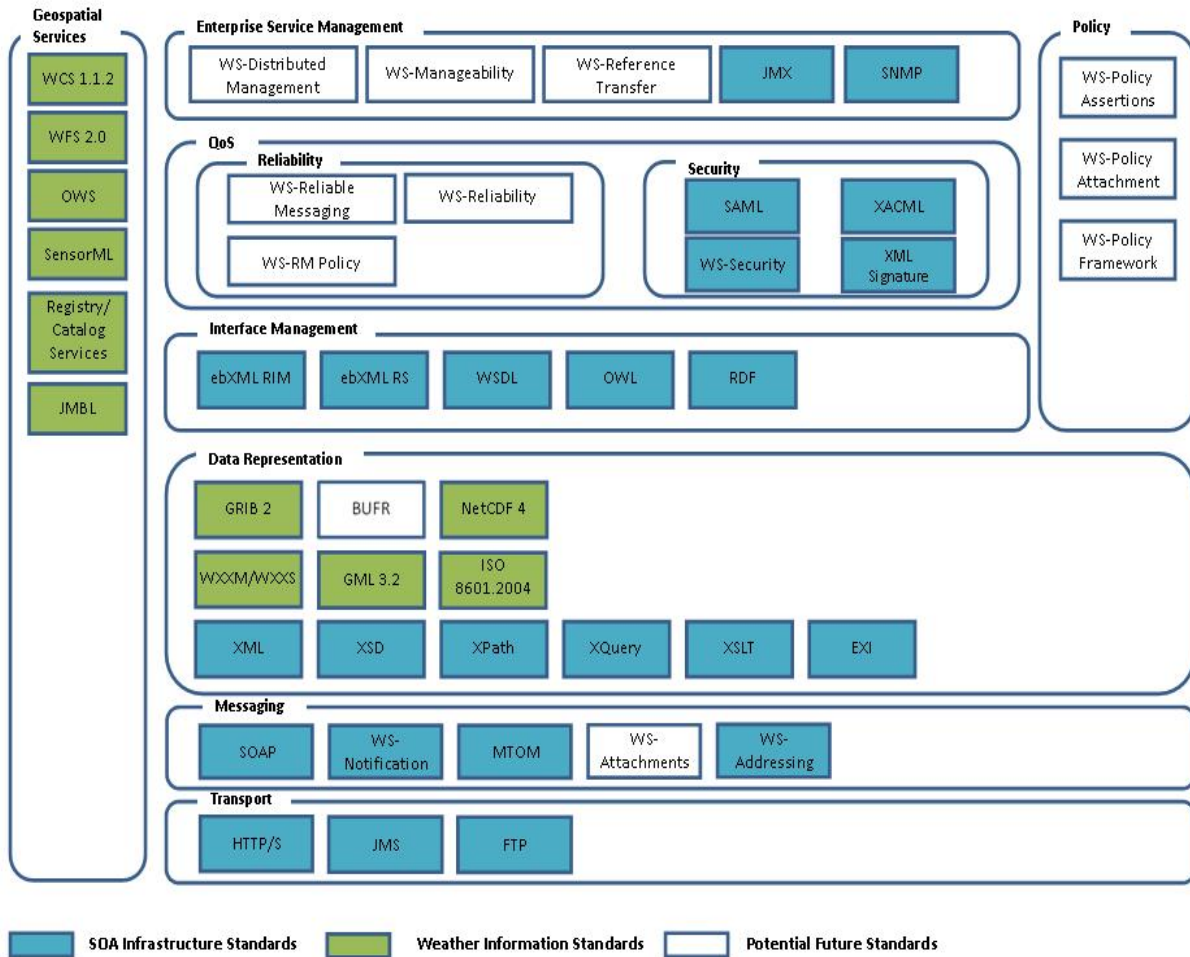 Geospatial
Services
WCS 1.1.2
WFS 2.0
OWS
SensorML
Registry/
Catalog
Services
JMBL
Enterprise Service Management
WS-Distributed
Management
WS-Manageability
WS-Reference
Transfer
JMX
SNMP
QoS
Reliability
WS-Reliable
Messaging
WS-Reliability
WS-RM Policy
Security
SAML
XACML
WS-Security
XML
Signature
Interface Management
ebXML RIM
ebXML RS
WSDL
OWL
RDF
Policy
WS-Policy
Assertions
WS-Policy
Attachment
WS-Policy
Framework
Data Representation
GRIB 2
BUFR
NetCDF 4
WXXM/WXXS
GML 3.2
ISO
8601.2004
XML
XSD
XPath
XQuery
XSLT
EXI
Messaging
SOAP
WS-
Notification
MTOM
WS-
Attachments
WS-
Addressing
Transport
HTTP/S
JMS
FTP
SOA Infrastructure Standards
Weather Information Standards
Potential Future Standards